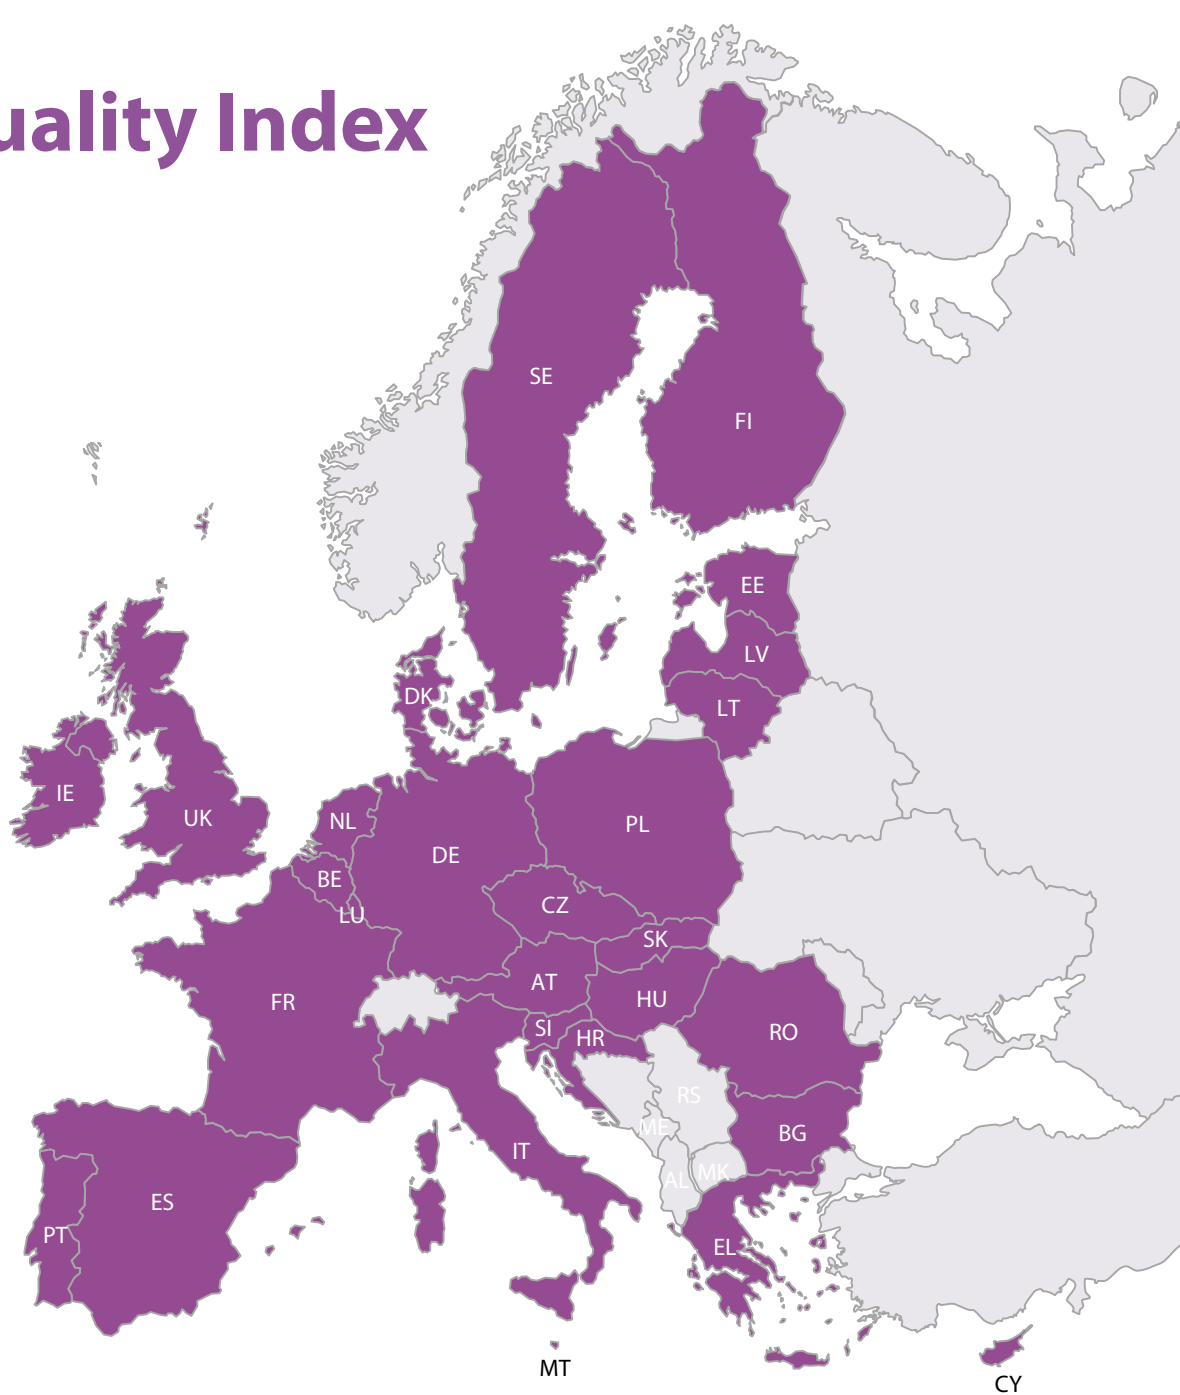 uality Index
SE
FI
EE
LV
DK
LT
IE
UK
NL
PL
DE
BE
CZ
LU
SK
AT
HU
FR
SI
HR
RO
RS
ME
BG
IT
AL
MK
ES
PT
EL
MT
CY